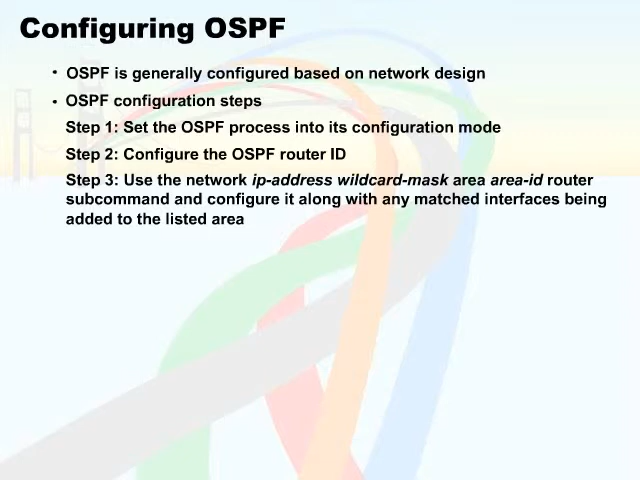 Configuring OSPF
• OSPF is generally configured based on network design
• OSPF configuration steps
Step 1: Set the OSPF process into its configuration mode
Step 2: Configure the OSPF router ID
Step 3: Use the network ip-address wildcard-mask area area-id router
subcommand and configure it along with any matched interfaces being
added to the listed area